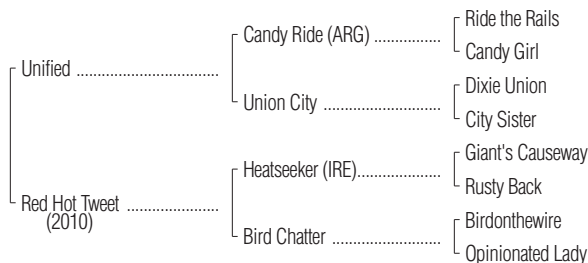 Ride the Rails
Candy Ride (ARG) ....................
Candy Girl
Unified ...........................................
Dixie Union
Union City ...................................
City Sister
Giant's Causeway
Heatseeker (IRE)........................
Rusty Back
Red Hot Tweet ...........................
(2010)
Birdonthewire
Bird Chatter ................................
Opinionated Lady